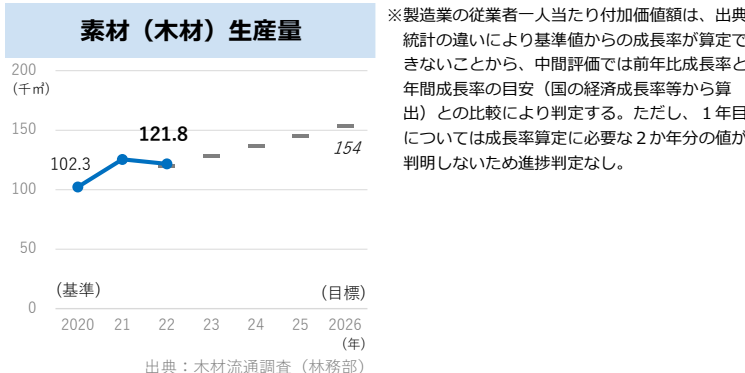 素材（木材）生産量
200
(千㎥)
150
100
50
0
102.3
121.8
154
(基準)
(目標)
2020 21 22 23 24 25 2026
(年)
出典：木材流通調査（林務部）
※製造業の従業者一人当たり付加価値額は、出典
統計の違いにより基準値からの成長率が算定で
きないことから、中間評価では前年比成長率と
年間成長率の目安（国の経済成長率等から算
出）との比較により判定する。ただし、１年目
については成長率算定に必要な２か年分の値が
判明しないため進捗判定なし。